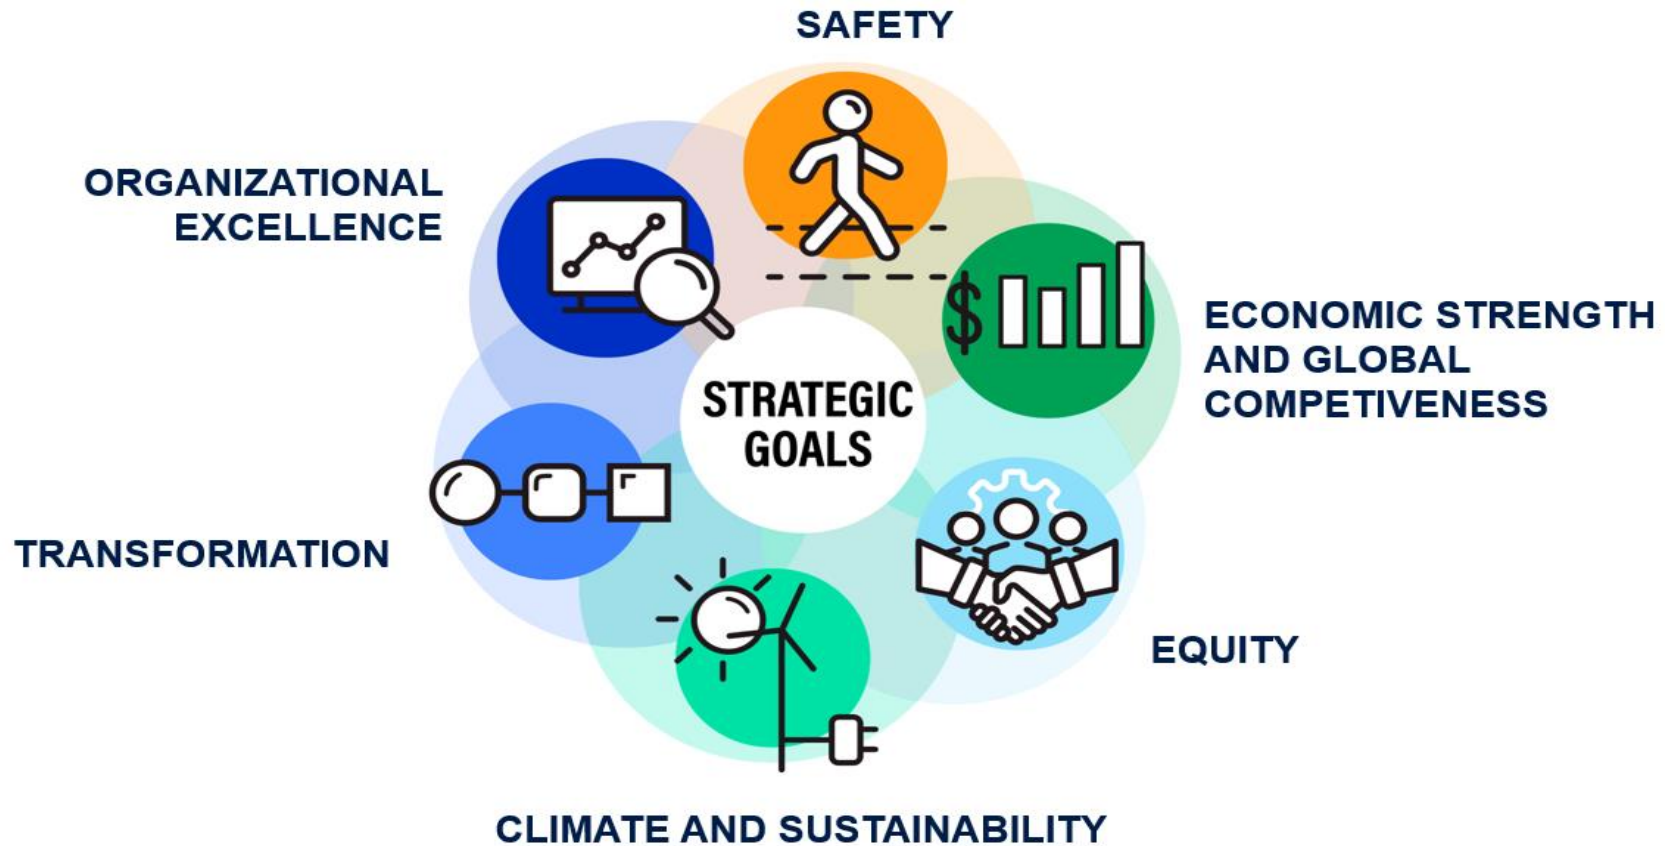 SAFETY
ORGANIZATIONAL
EXCELLENCE
$
ECONOMIC STRENGTH
AND GLOBAL
COMPETIVENESS
STRATEGIC
GOALS
TRANSFORMATION
EQUITY
CLIMATE AND SUSTAINABILITY